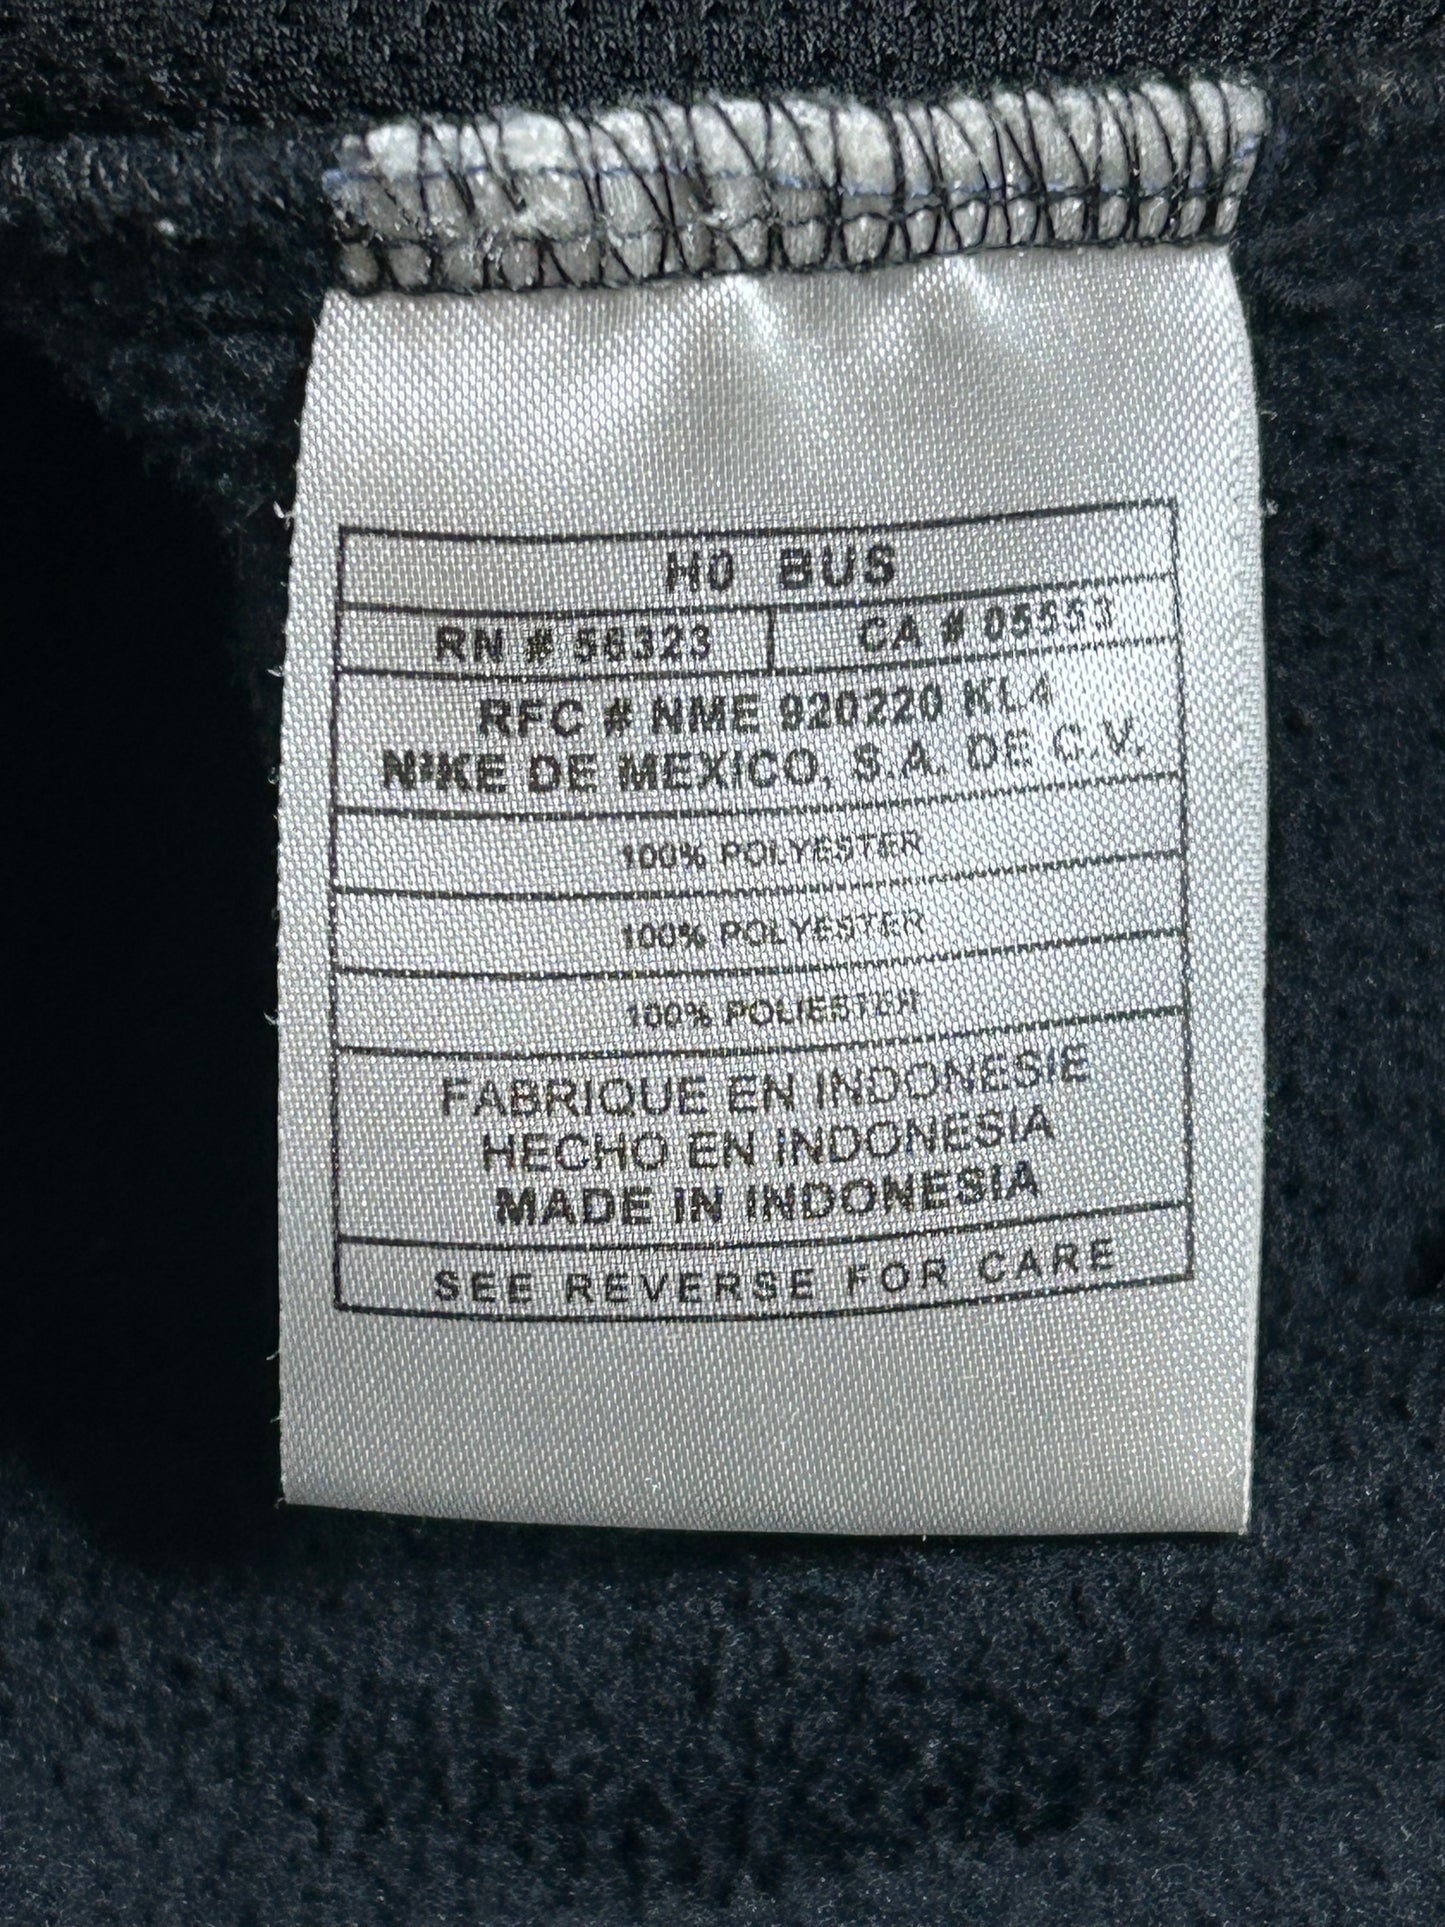 H0 BUS
RN # 56323 CA # 05553
RFC # NME 920220 KL4
NIKE DE MEXICO, S.A. DE C.V.
100% POLYESTER
100% POLYESTER
100% POLIESTER
FABRIQUE EN INDONESIE
HECHO EN INDONESIA
MADE IN INDONESIA
SEE REVERSE FOR CARE